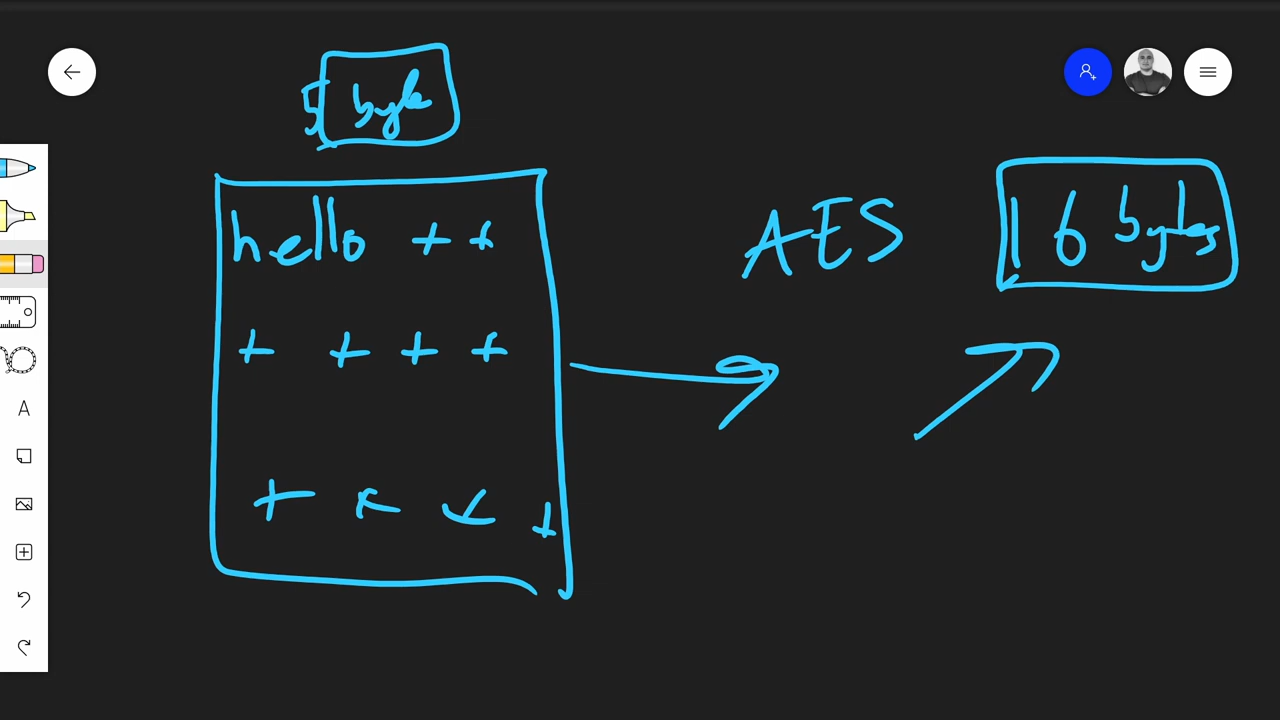 5 byte
hello + +
+ + + +
+ + + +
AES
16 bytes
A